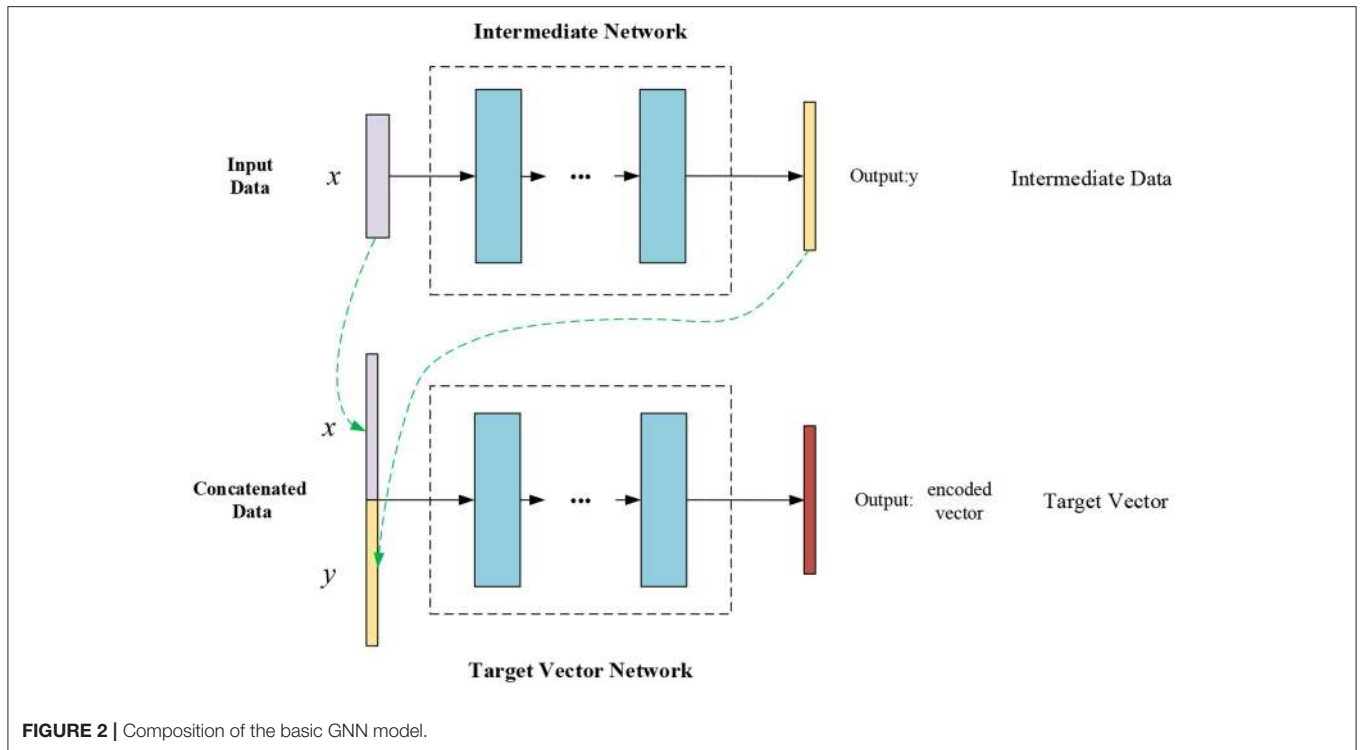 Intermediate Network
Input
Data
x
...
Output:y
Intermediate Data
x
Concatenated
Data
y
...
Output:
encoded
vector
Target Vector
Target Vector Network
FIGURE 2 | Composition of the basic GNN model.